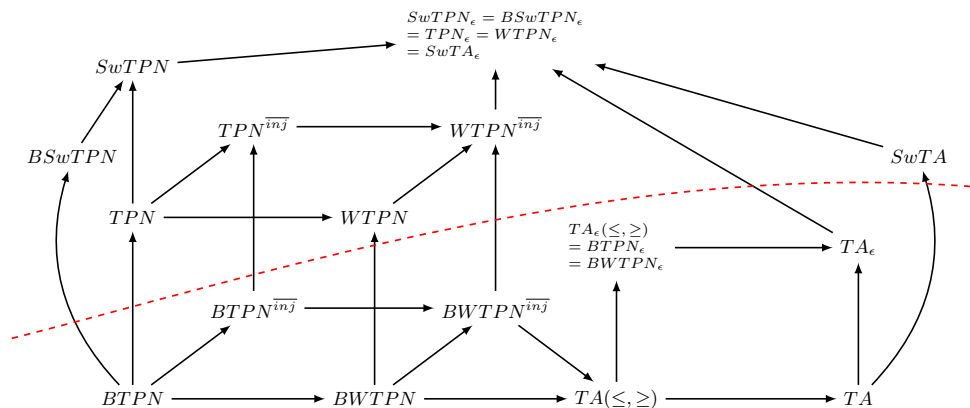 SwTPN_ϵ = BSwTPN_ϵ
= TPN_ϵ = WTPN_ϵ
= SwTA_ϵ
SwTPN
TPN^{\overline{inj}}
WTPN^{\overline{inj}}
BSwTPN
SwTA
TPN
WTPN
TA_ϵ(≤, ≥)
= BTPN_ϵ
= BWTPN_ϵ
TA_ϵ
BTPN^{\overline{inj}}
BWTPN^{\overline{inj}}
BTPN
BWTPN
TA(≤, ≥)
TA